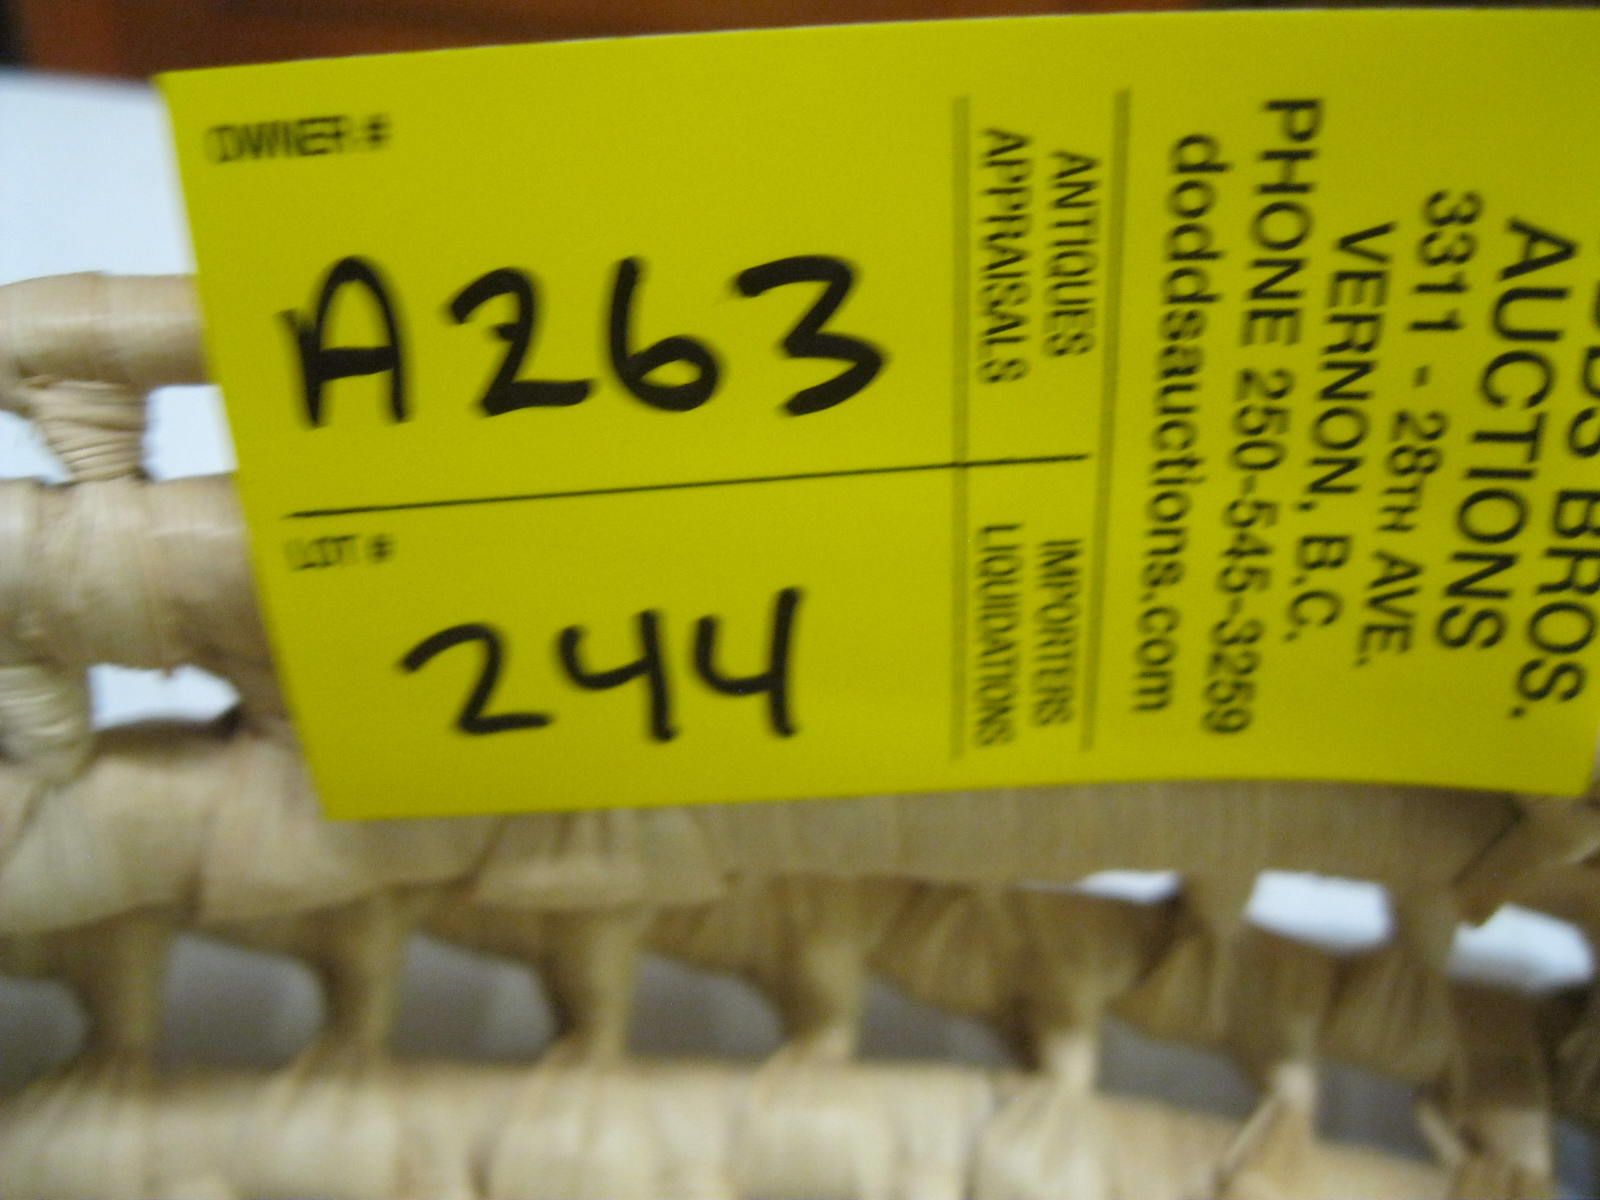 OWNER #
A263
LOT #
244
BROS.
AUCTIONS
3311 - 28TH AVE.
VERNON, B.C.
PHONE 250-545-3259
doddsauctions.com
ANTIQUES IMPORTERS
APPRAISALS LIQUIDATIONS